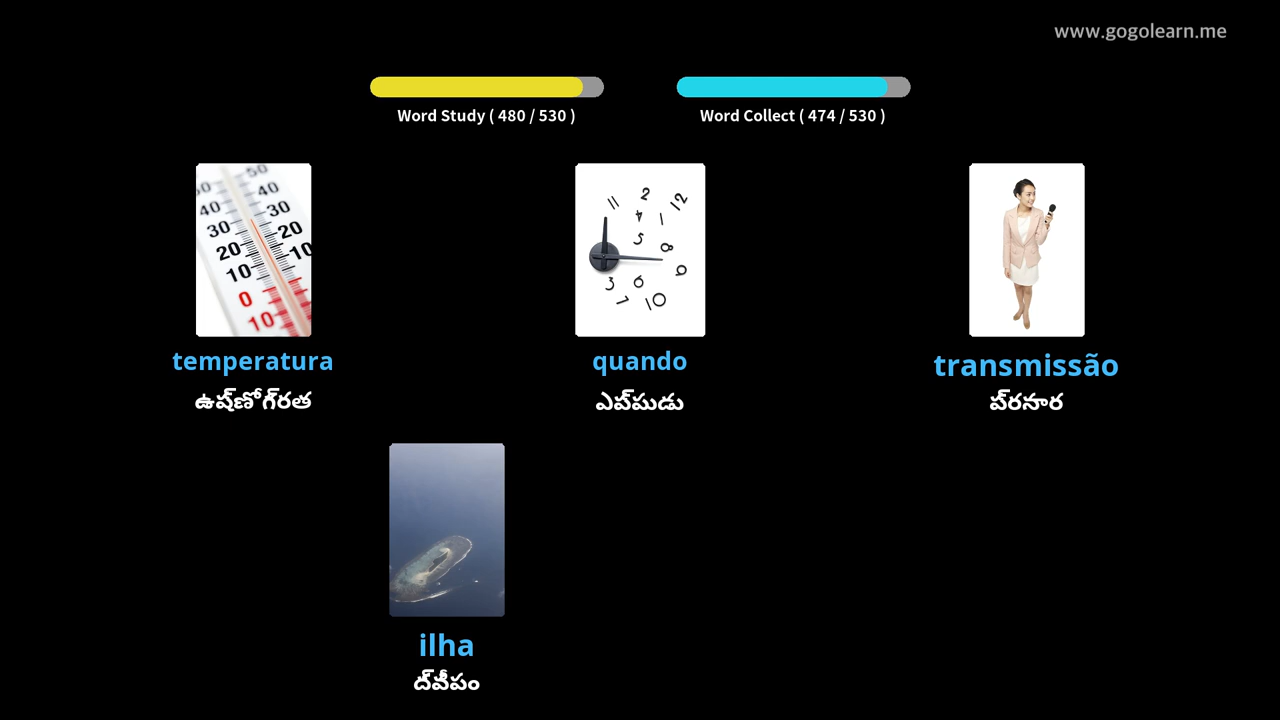 www.gogolearn.me
Word Study ( 480 / 530 )
Word Collect ( 474 / 530 )
temperatura
quando
transmissão
ఉష్ణోగ్రత
ఎప్పుడు
ప్రసార
ilha
ద్వీపం